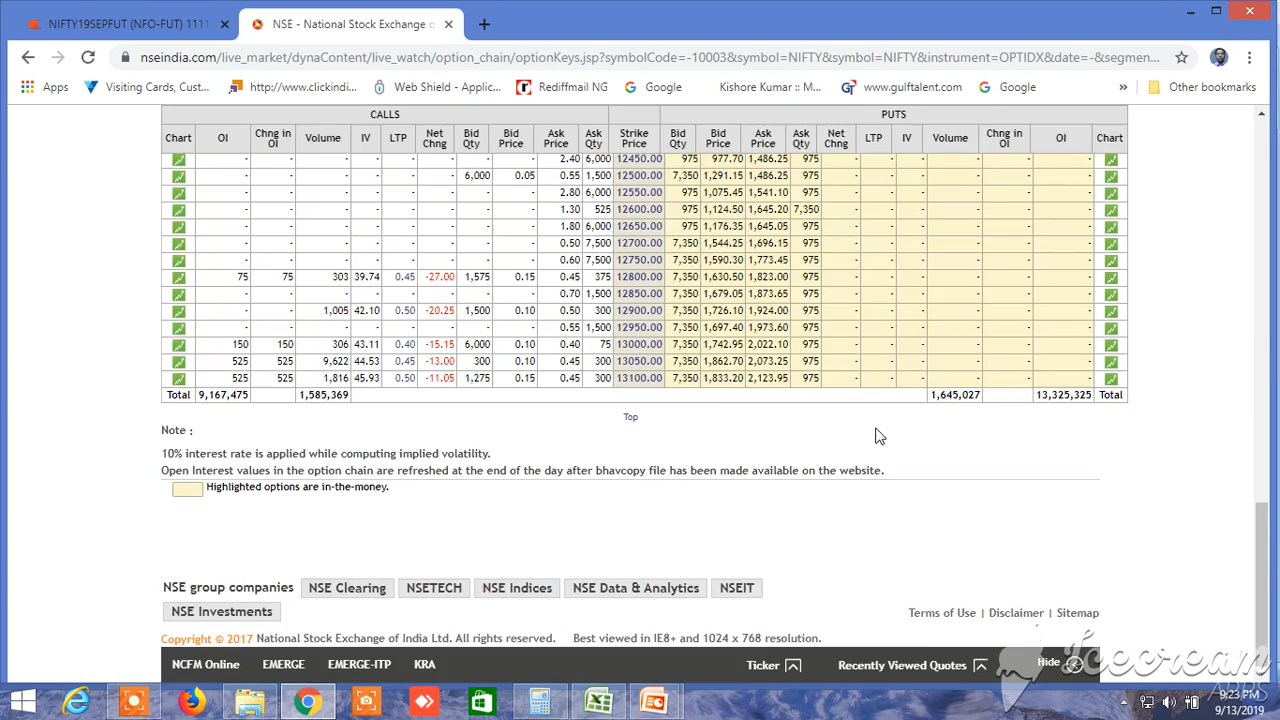 NIFTY19SEPFUT (NFO-FUT) 1111
NSE - National Stock Exchange o
nseindia.com/live_market/dynaContent/live_watch/option_chain/optionKeys.jsp?symbolCode=-10003&symbol=NIFTY&symbol=NIFTY&instrument=OPTIDX&date=-&segmen...
Apps Visiting Cards, Cust... http://www.clickindi... Web Shield - Applic... Rediffmail NG Google Kishore Kumar :: M... www.gulftalent.com Google » Other bookmarks
CALLS PUTS
Chart OI Chng in OI Volume IV LTP Net Chng Bid Qty Bid Price Ask Price Ask Qty Strike Price Bid Qty Bid Price Ask Price Ask Qty Net Chng LTP IV Volume Chng in OI OI Chart
- - - - - - - - 2.40 6,000 12450.00 975 977.70 1,486.25 975 - - - - - -
- - - - - - 6,000 0.05 0.55 1,500 12500.00 7,350 1,291.15 1,486.25 975 - - - - - -
- - - - - - - - 2.80 6,000 12550.00 975 1,075.45 1,541.10 975 - - - - - -
- - - - - - - - 1.30 525 12600.00 975 1,124.50 1,645.20 7,350 - - - - - -
- - - - - - - - 1.80 6,000 12650.00 975 1,176.35 1,645.05 975 - - - - - -
- - - - - - - - 0.50 7,500 12700.00 7,350 1,544.25 1,696.15 975 - - - - - -
- - - - - - - - 0.60 7,500 12750.00 7,350 1,590.30 1,773.45 975 - - - - - -
75 75 303 39.74 0.45 -27.00 1,575 0.15 0.45 375 12800.00 7,350 1,630.50 1,823.00 975 - - - - - -
- - - - - - - - 0.70 1,500 12850.00 7,350 1,679.05 1,873.65 975 - - - - - -
- - 1,005 42.10 0.50 -20.25 1,500 0.10 0.50 300 12900.00 7,350 1,726.10 1,924.00 975 - - - - - -
- - - - - - - - 0.55 1,500 12950.00 7,350 1,697.40 1,973.60 975 - - - - - -
150 150 306 43.11 0.40 -15.15 6,000 0.10 0.40 75 13000.00 7,350 1,742.95 2,022.10 975 - - - - - -
525 525 9,622 44.53 0.45 -13.00 300 0.10 0.45 300 13050.00 7,350 1,862.70 2,073.25 975 - - - - - -
525 525 1,816 45.93 0.50 -11.05 1,275 0.15 0.45 300 13100.00 7,350 1,833.20 2,123.95 975 - - - - - -
Total 9,167,475 1,585,369 1,645,027 13,325,325 Total
Top
Note :
10% interest rate is applied while computing implied volatility.
Open Interest values in the option chain are refreshed at the end of the day after bhavcopy file has been made available on the website.
Highlighted options are in-the-money.
NSE group companies NSE Clearing NSETECH NSE Indices NSE Data & Analytics NSEIT
NSE Investments
Terms of Use | Disclaimer | Sitemap
Copyright © 2017 National Stock Exchange of India Ltd. All rights reserved. Best viewed in IE8+ and 1024 x 768 resolution.
NCFM Online EMERGE EMERGE-ITP KRA Ticker Recently Viewed Quotes Hide
Icecream
APPS
9:23 PM
9/13/2019